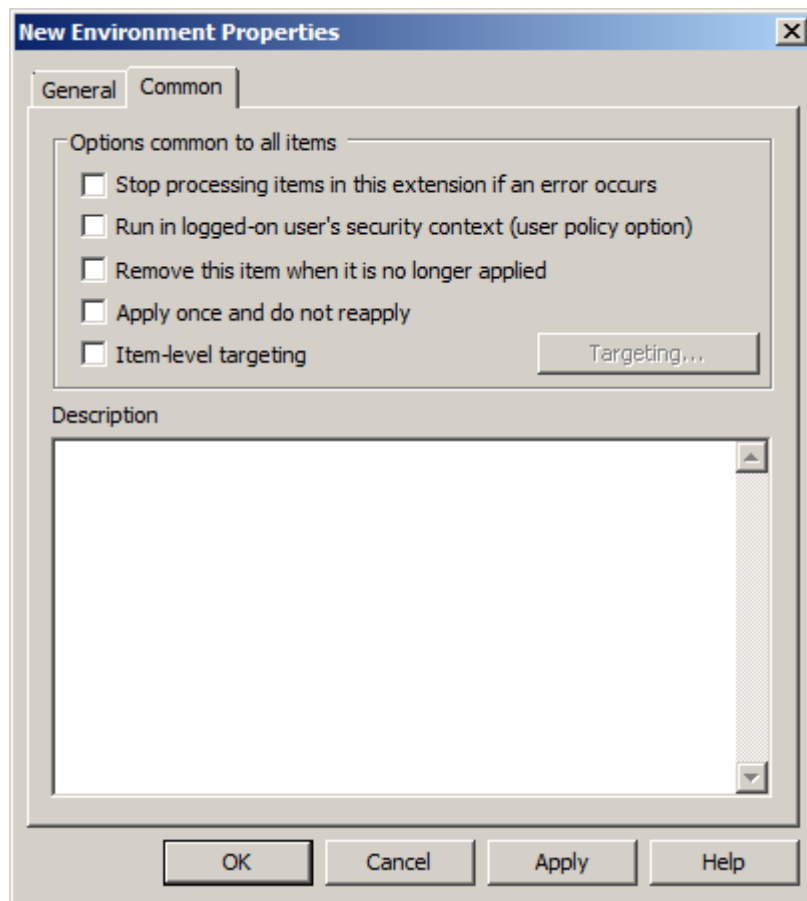 New Environment Properties
General
Common
Options common to all items
Stop processing items in this extension if an error occurs
Run in logged-on user's security context (user policy option)
Remove this item when it is no longer applied
Apply once and do not reapply
Item-level targeting
Targeting...
Description
OK
Cancel
Apply
Help